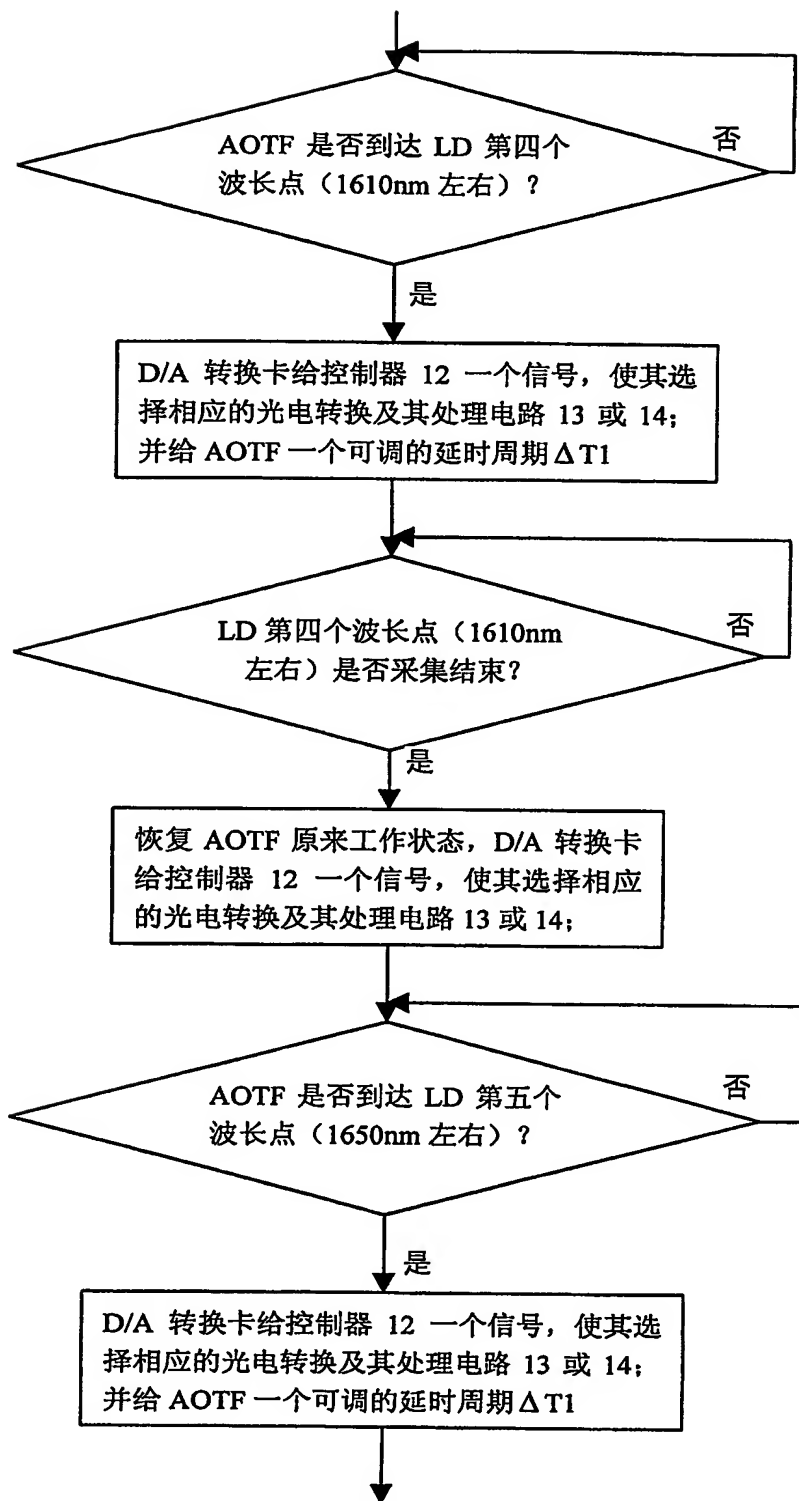 AOTF 是否到达 LD 第四个
波长点（1610nm 左右）？
否
是
D/A 转换卡给控制器 12 一个信号，使其选
择相应的光电转换及其处理电路 13 或 14；
并给 AOTF 一个可调的延时周期ΔT1
LD 第四个波长点（1610nm
左右）是否采集结束？
否
是
恢复 AOTF 原来工作状态，D/A 转换卡
给控制器 12 一个信号，使其选择相应
的光电转换及其处理电路 13 或 14；
AOTF 是否到达 LD 第五个
波长点（1650nm 左右）？
否
是
D/A 转换卡给控制器 12 一个信号，使其选
择相应的光电转换及其处理电路 13 或 14；
并给 AOTF 一个可调的延时周期ΔT1